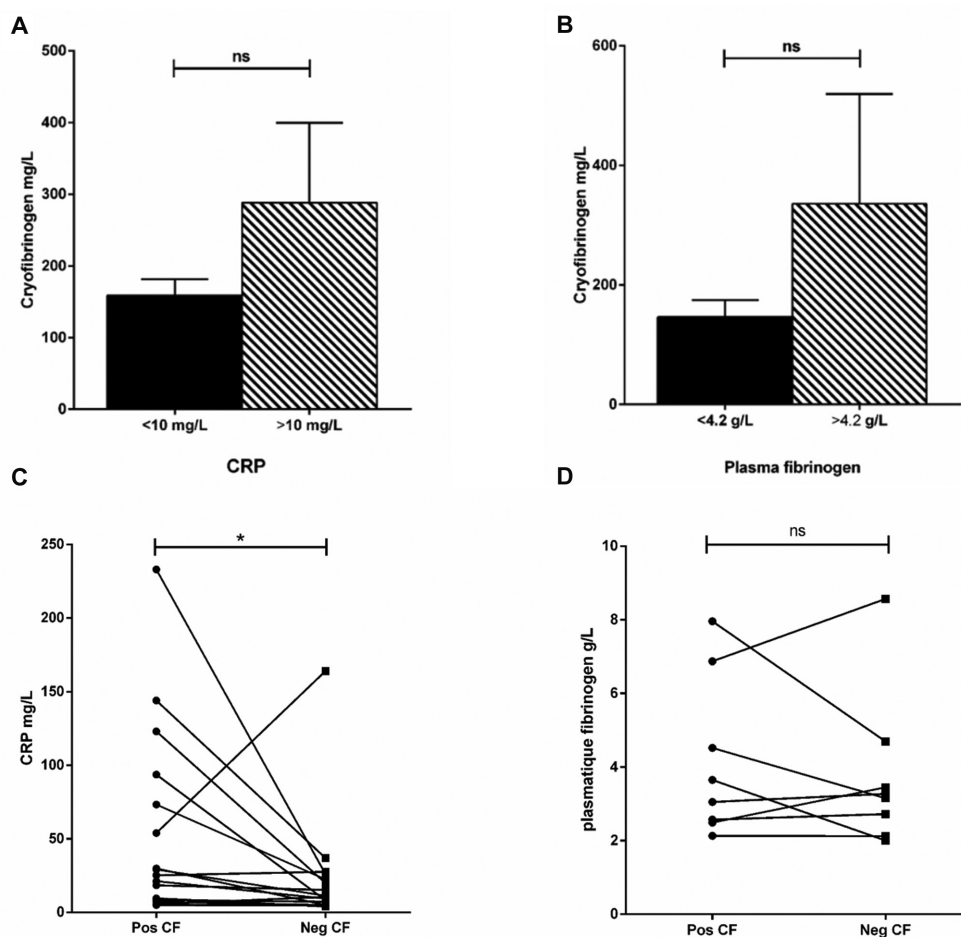 A
ns
500
400
300
200
100
0
Cryofibrinogen mg/L
<10 mg/L >10 mg/L
CRP
B
ns
600
400
200
0
Cryofibrinogen mg/L
<4.2 g/L >4.2 g/L
Plasma fibrinogen
C
*
250
200
150
100
50
0
CRP mg/L
Pos CF Neg CF
D
ns
10
8
6
4
2
0
plasmatique fibrinogen g/L
Pos CF Neg CF